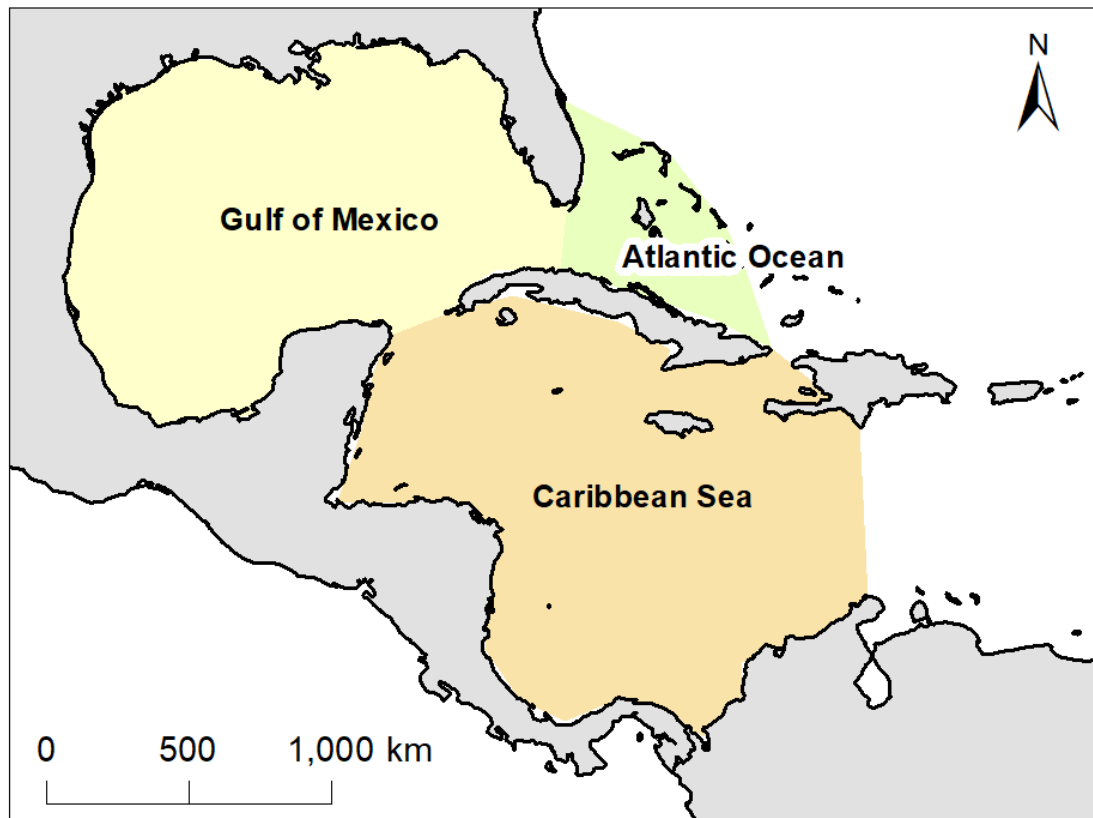 N
Gulf of Mexico
Atlantic Ocean
Caribbean Sea
0 500 1,000 km